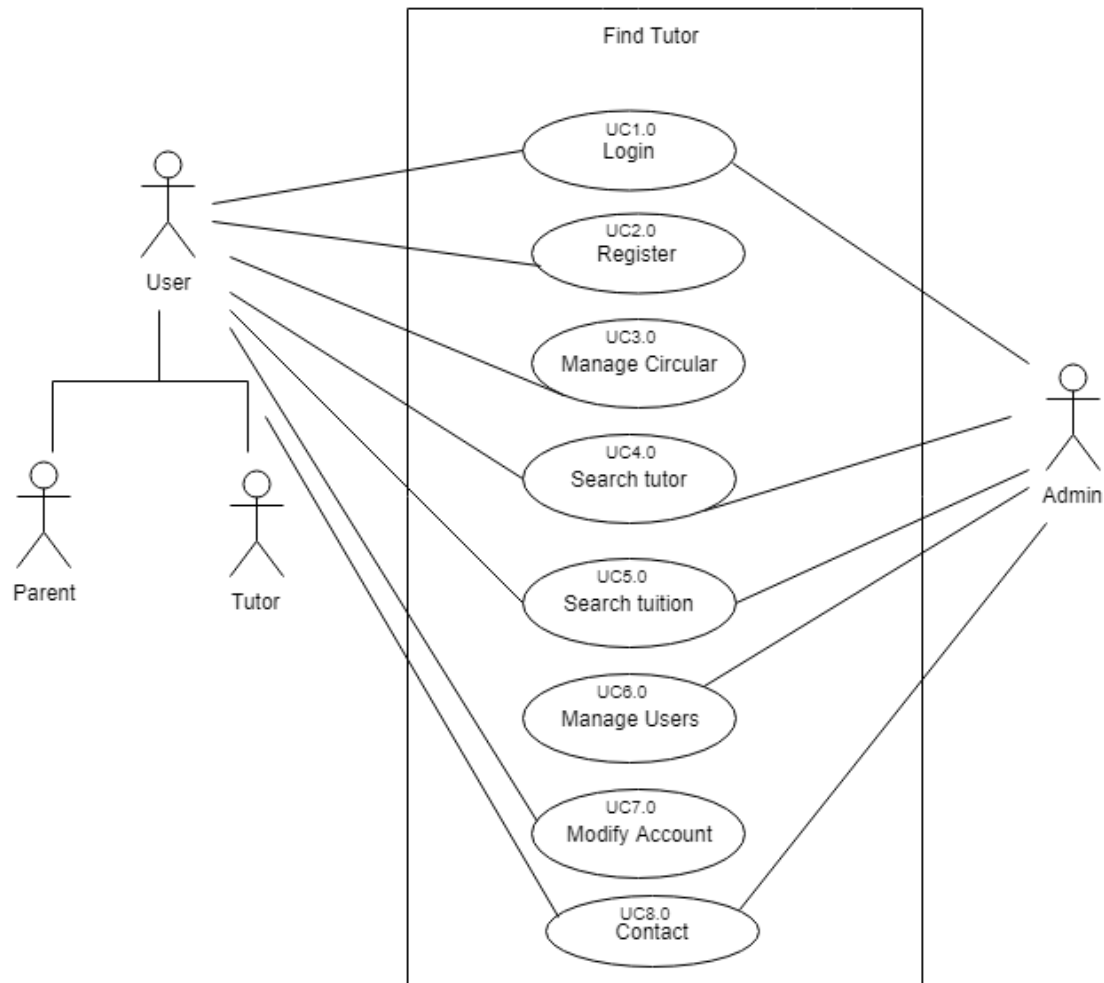 Find Tutor
UC1.0
Login
UC2.0
Register
User
UC3.0
Manage Circular
UC4.0
Search tutor
Admin
Parent
Tutor
UC5.0
Search tuition
UC6.0
Manage Users
UC7.0
Modify Account
UC8.0
Contact